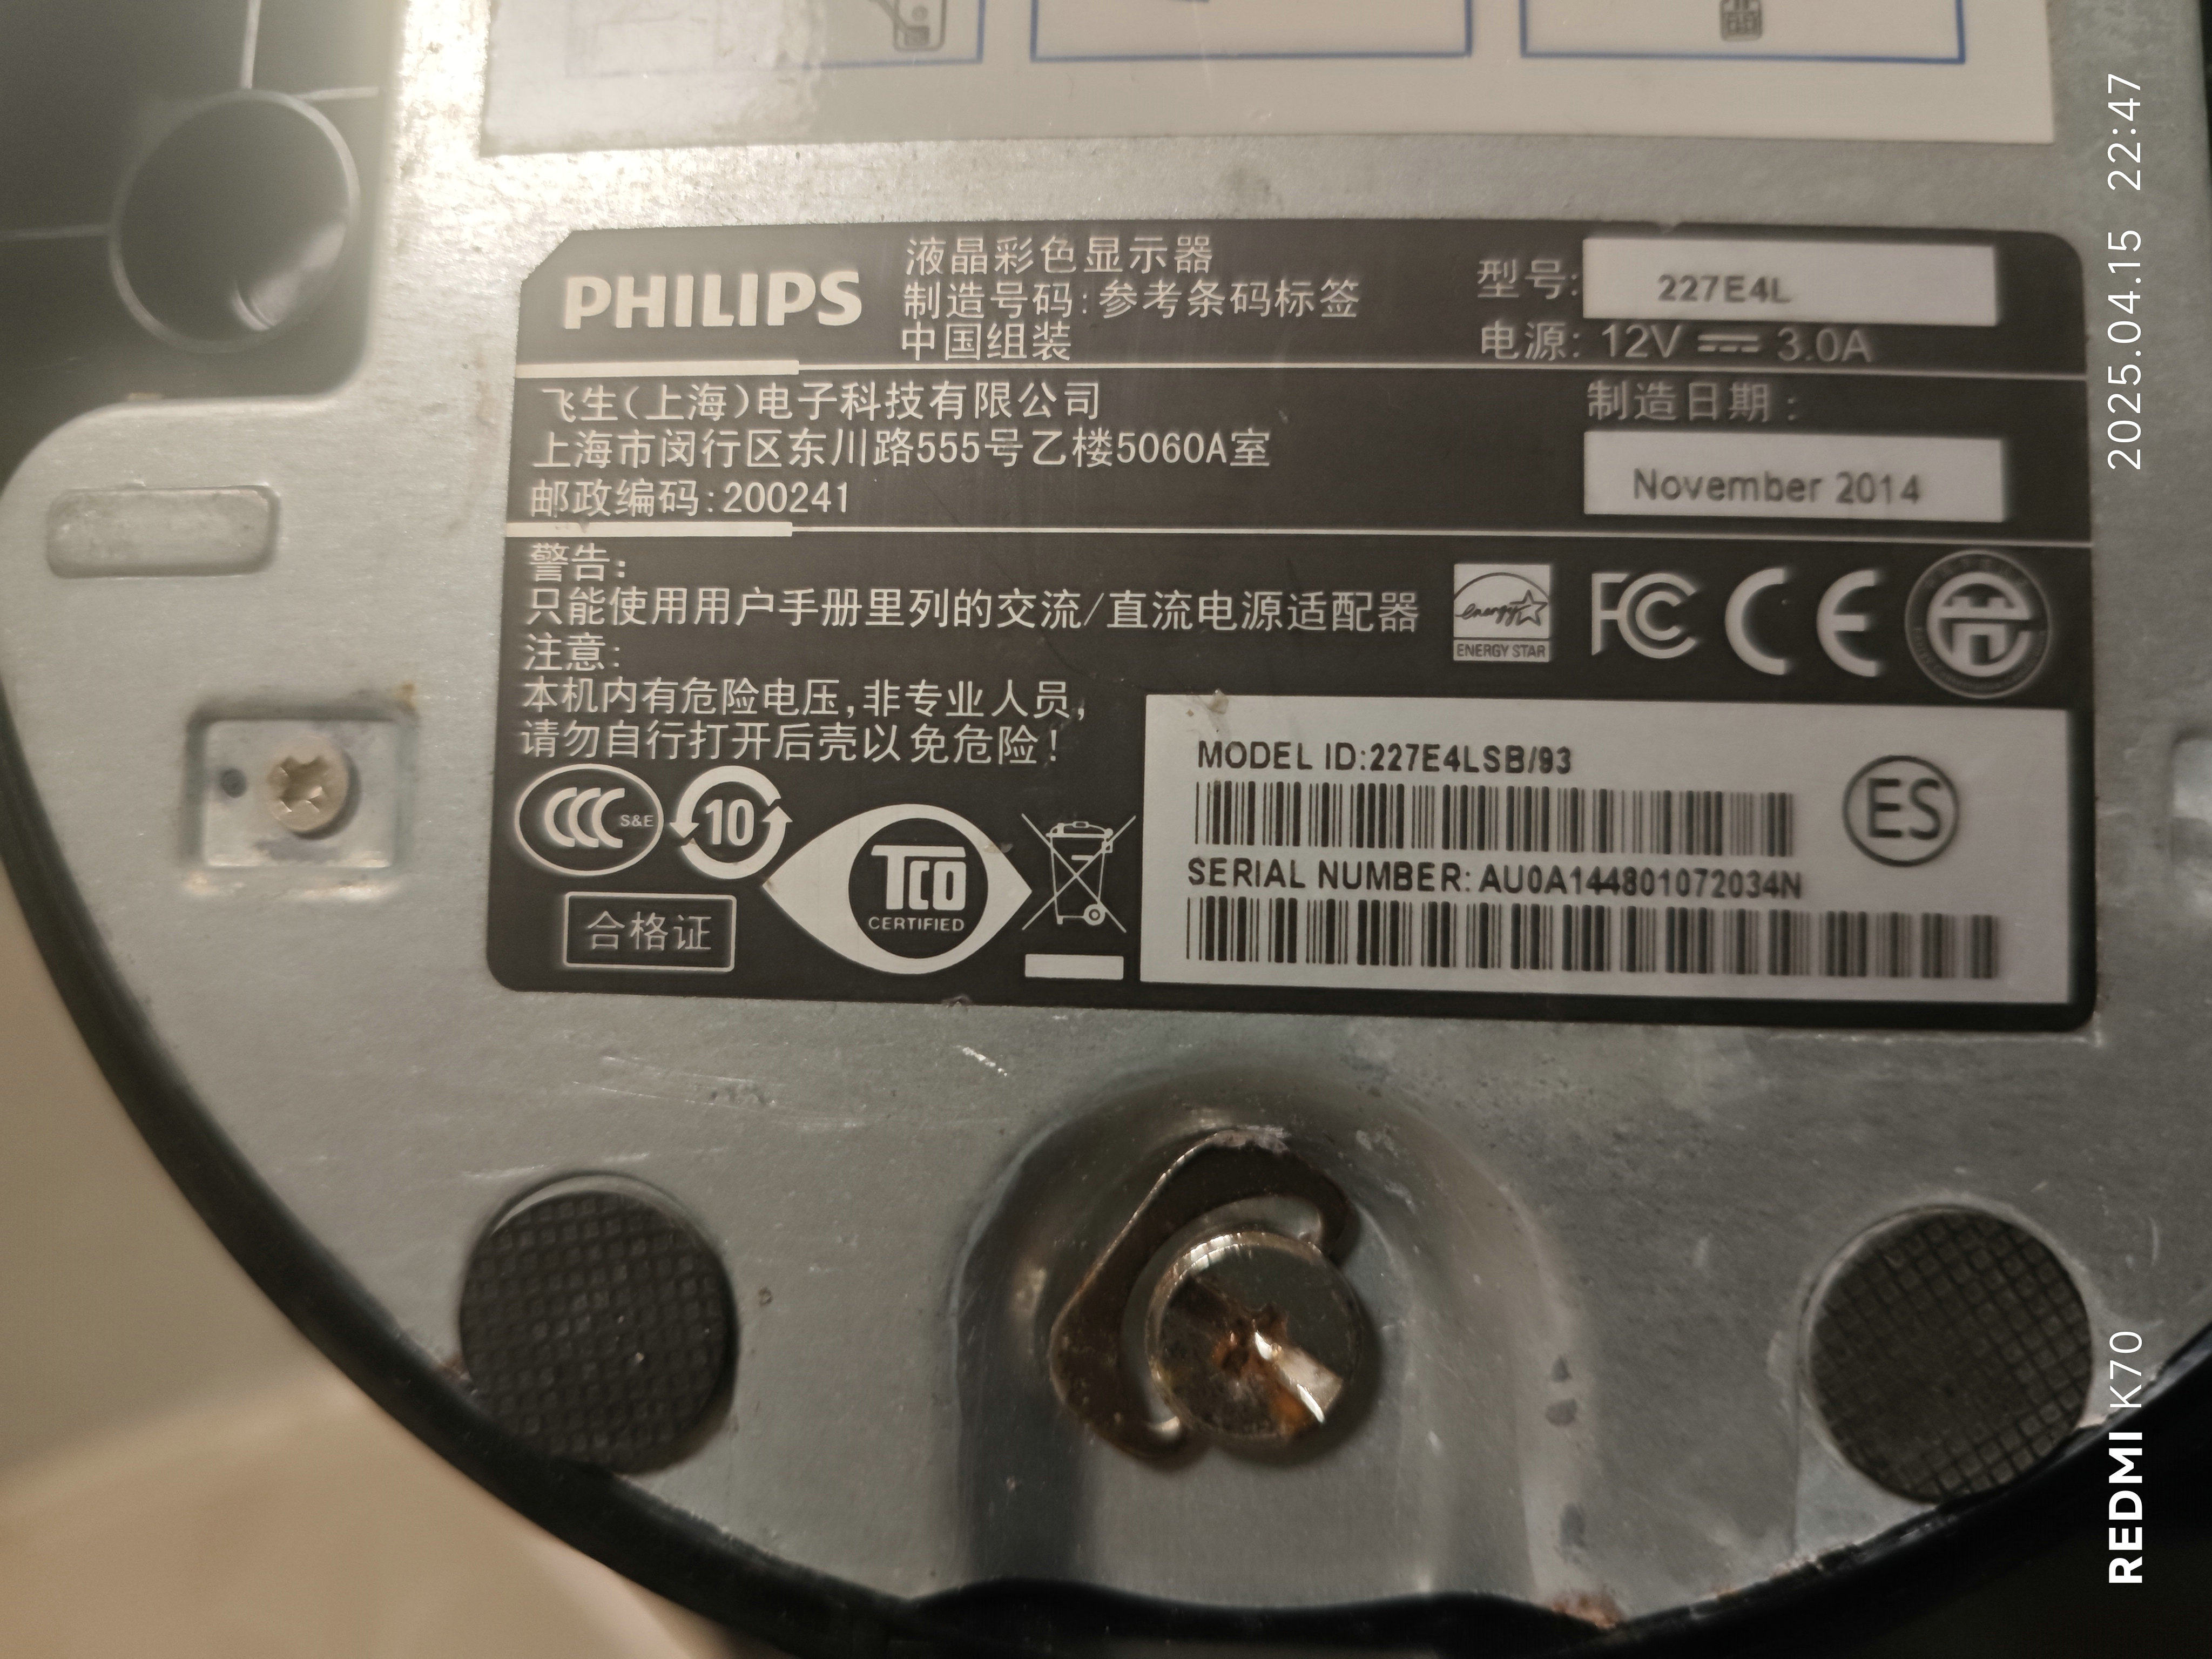 PHILIPS
液晶彩色显示器
制造号码:参考条码标签
中国组装
型号:
227E4L
电源: 12V ⎓ 3.0A
飞生(上海)电子科技有限公司
上海市闵行区东川路555号乙楼5060A室
邮政编码:200241
制造日期:
November 2014
警告:
只能使用用户手册里列的交流/直流电源适配器
注意:
本机内有危险电压,非专业人员,
请勿自行打开后壳以免危险!
energy
ENERGY STAR
FC CE
CCC S&E
10
TCO
CERTIFIED
合格证
MODEL ID:227E4LSB/93
ES
SERIAL NUMBER: AU0A144801072034N
2025.04.15 22:47
REDMI K70